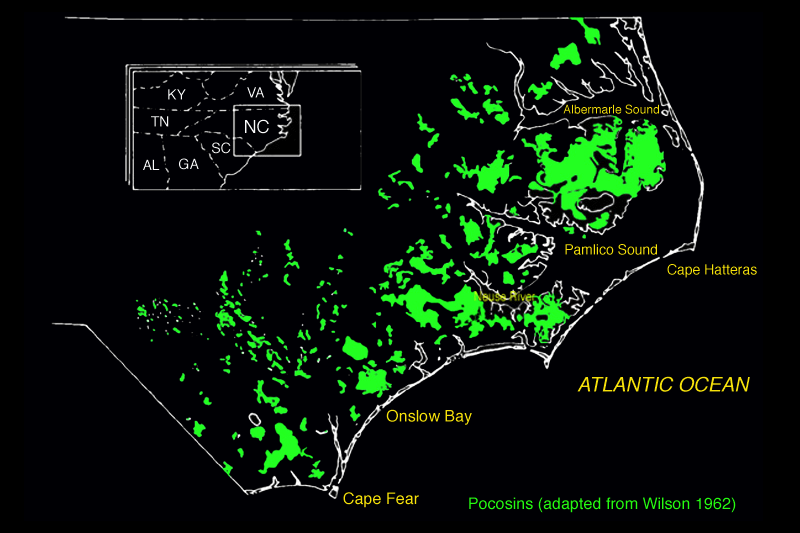 KY
VA
TN
NC
SC
AL
GA
Albermarle Sound
Pamlico Sound
Cape Hatteras
Neuse River
ATLANTIC OCEAN
Onslow Bay
Cape Fear
Pocosins (adapted from Wilson 1962)